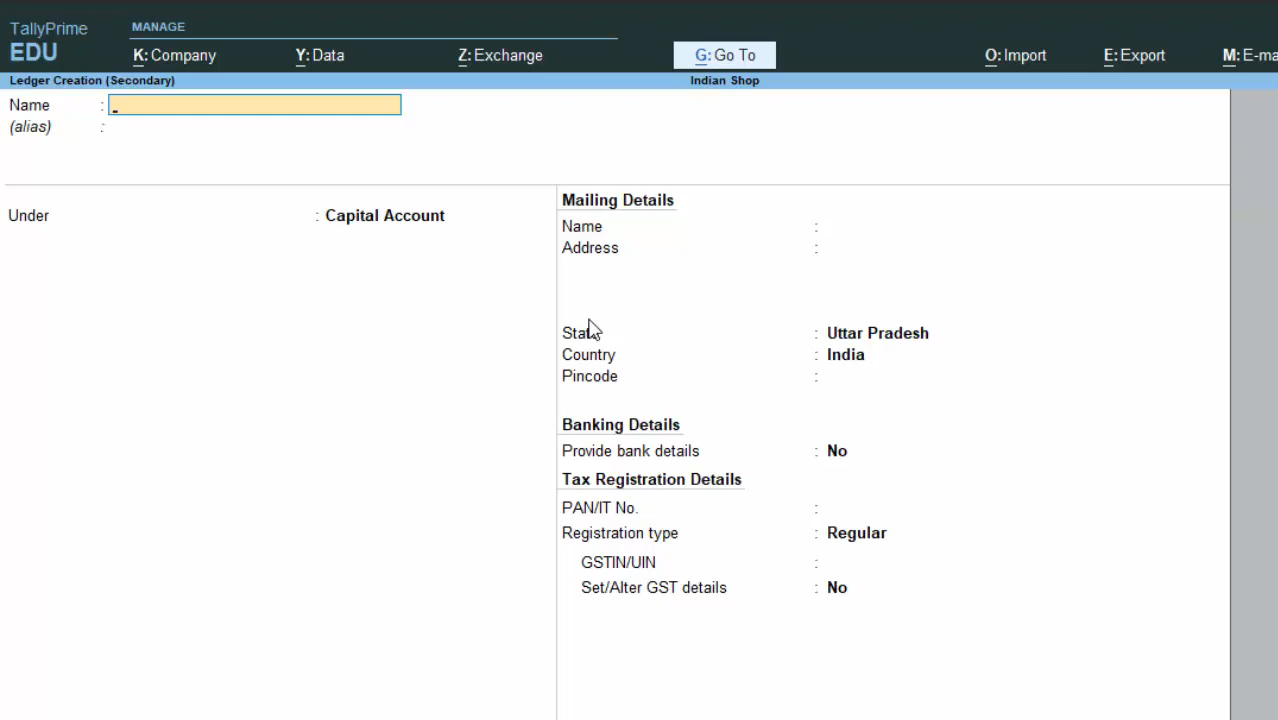 TallyPrime
EDU
MANAGE
K: Company Y: Data Z: Exchange G: Go To O: Import E: Export M: E-ma
Ledger Creation (Secondary) Indian Shop
Name :
(alias) :
Under : Capital Account
Mailing Details
Name :
Address :
State : Uttar Pradesh
Country : India
Pincode :
Banking Details
Provide bank details : No
Tax Registration Details
PAN/IT No. :
Registration type : Regular
GSTIN/UIN :
Set/Alter GST details : No